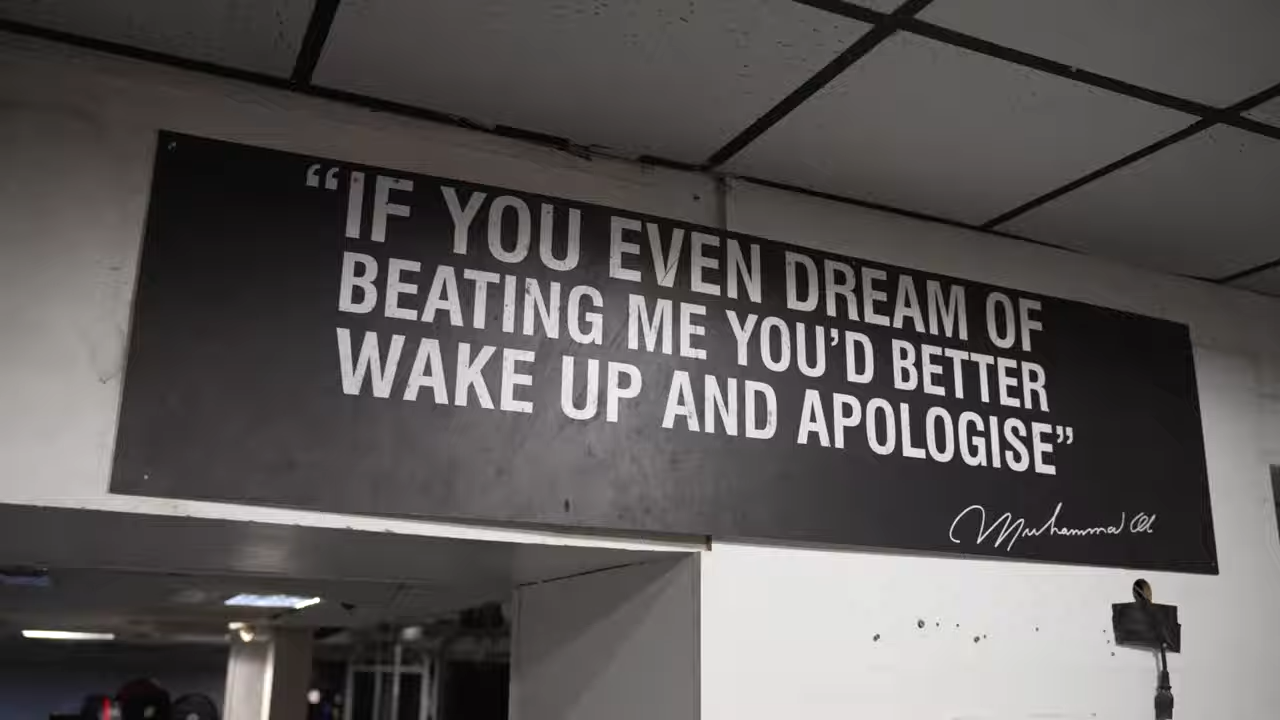 “IF YOU EVEN DREAM OF
BEATING ME YOU’D BETTER
WAKE UP AND APOLOGISE”
Muhammad Ali